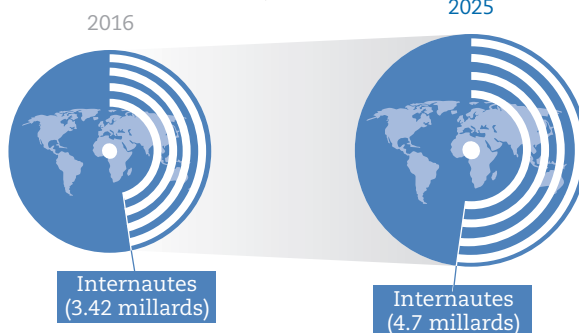 2016
2025
Internautes
(3.42 millards)
Internautes
(4.7 millards)